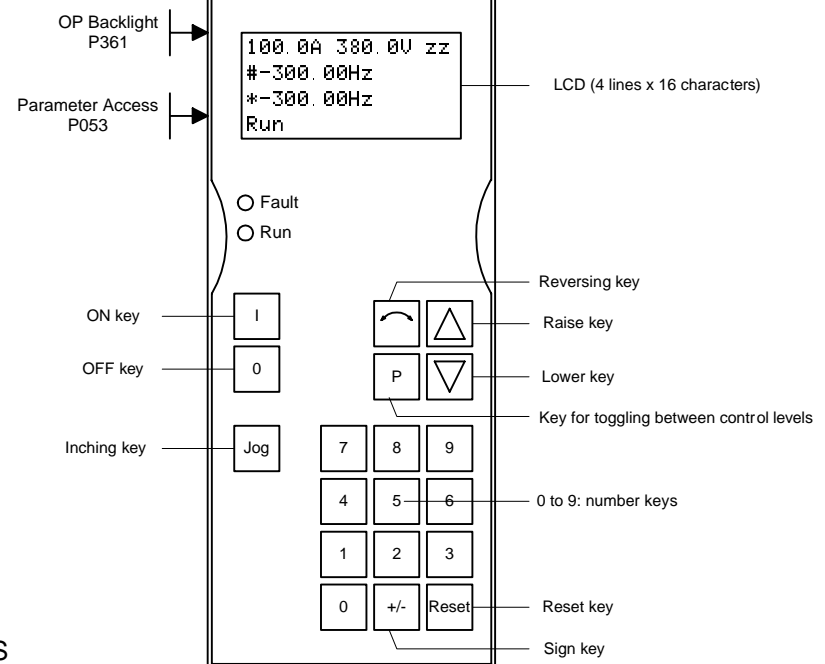 OP Backlight
P361
Parameter Access
P053
100.0A 380.0V zz
#-300.00Hz
*-300.00Hz
Run
LCD (4 lines x 16 characters)
Fault
Run
Reversing key
ON key
I
Raise key
OFF key
0
P
Lower key
Key for toggling between control levels
Inching key
Jog
7
8
9
4
5
6
0 to 9: number keys
1
2
3
0
+/-
Reset
Reset key
Sign key
S